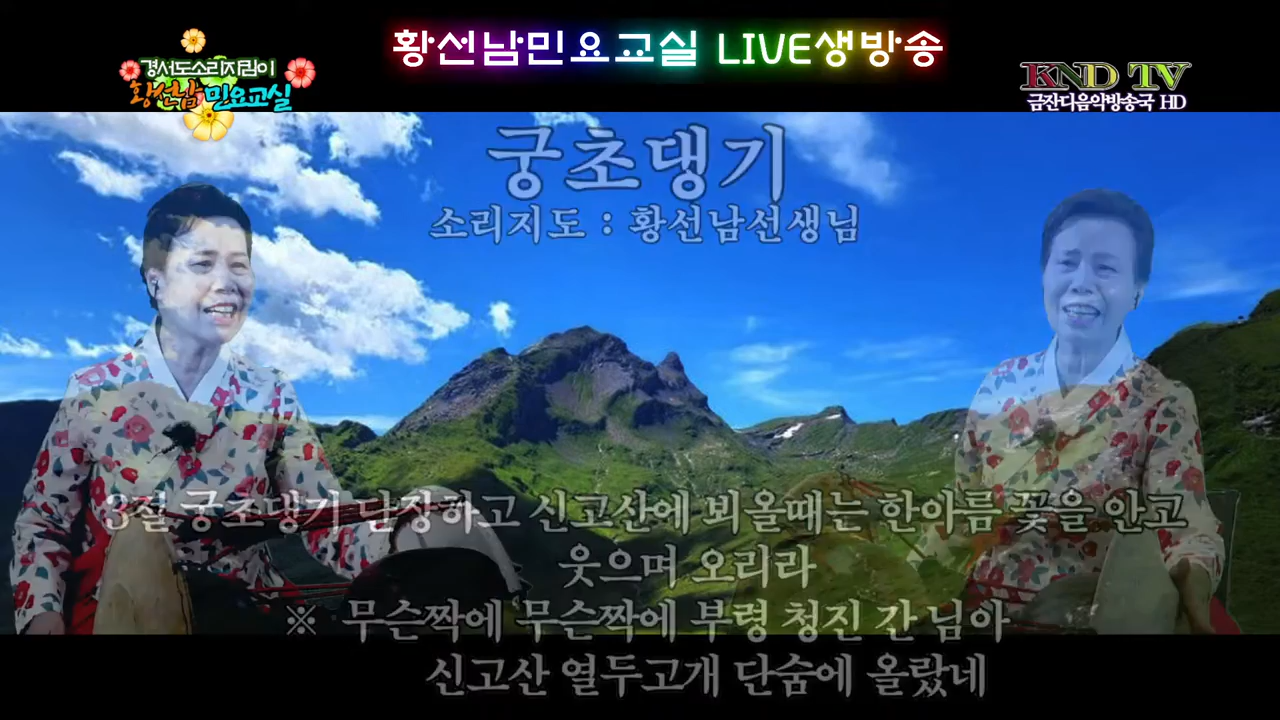 황선남민요교실 LIVE생방송
경서도소리지킴이
황선남 민요교실
KND TV
금잔디음악방송국 HD
궁초댕기
소리지도 : 황선남선생님
3절 궁초댕기 단장하고 신고산에 뵈올때는 한아름 꽃을 안고
웃으며 오리라
※ 무슨짝에 무슨짝에 부령 청진 간 님아
신고산 열두고개 단숨에 올랐네